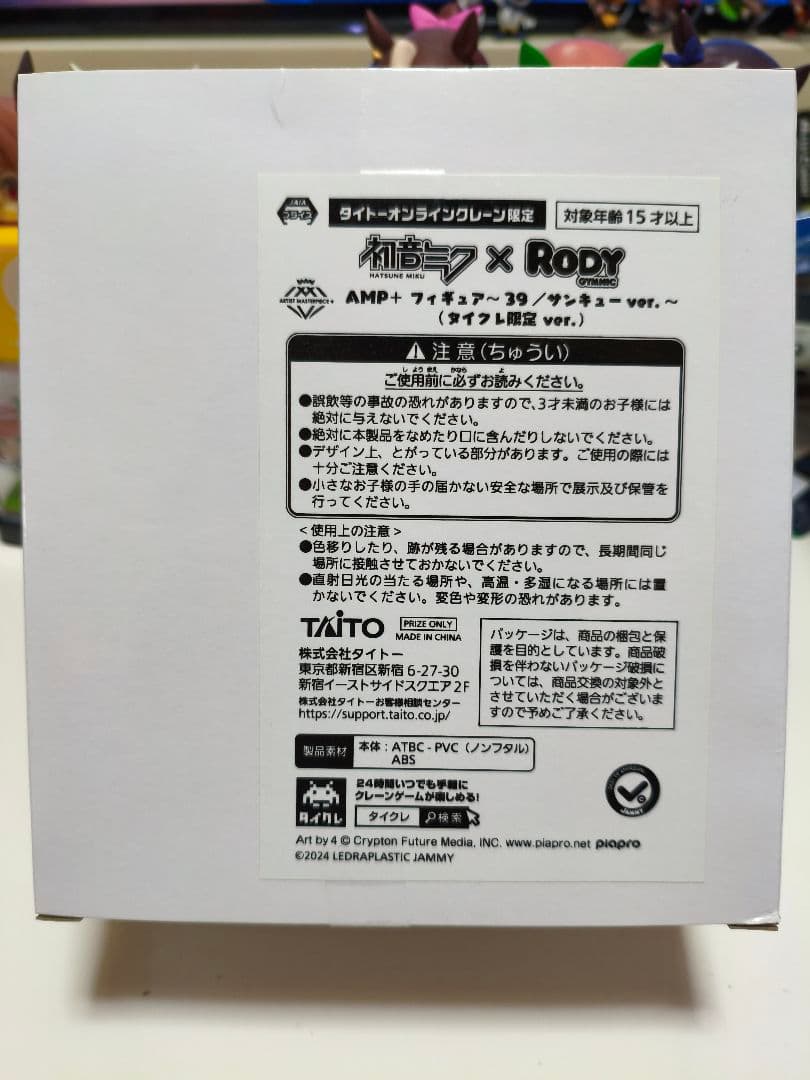 JAIA
プライズ
タイトーオンラインクレーン限定
対象年齢15才以上
初音ミク × RODY
HATSUNE MIKU
GYMNIC
ARTIST MASTERPIECE+
AMP+ フィギュア～39／サンキューver.～
(タイクレ限定 ver.)
注意(ちゅうい)
しようまえ かなら よ
ご使用前に必ずお読みください。
●誤飲等の事故の恐れがありますので、3才未満のお子様には
絶対に与えないでください。
●絶対に本製品をなめたり口に含んだりしないでください。
●デザイン上、とがっている部分があります。ご使用の際には
十分ご注意ください。
●小さなお子様の手の届かない安全な場所で展示及び保管を
行ってください。
＜使用上の注意＞
●色移りしたり、跡が残る場合がありますので、長期間同じ
場所に接触させておかないでください。
●直射日光の当たる場所や、高温・多湿になる場所には置
かないでください。変色や変形の恐れがあります。
TAITO
PRIZE ONLY
MADE IN CHINA
株式会社タイトー
東京都新宿区新宿6-27-30
新宿イーストサイドスクエア2F
株式会社タイトーお客様相談センター
https://support.taito.co.jp/
パッケージは、商品の梱包と保
護を目的としています。商品破
損を伴わないパッケージ破損に
ついては、商品交換の対象外と
させていただく場合がございま
すので予めご了承ください。
製品素材
本体：ATBC-PVC（ノンフタル）
ABS
タイクレ
24時間いつでも手軽に
クレーンゲームが楽しめる！
タイクレ 検索
JAMMY
Art by 4 © Crypton Future Media, INC. www.piapro.net piapro
©2024 LEDRAPLASTIC JAMMY